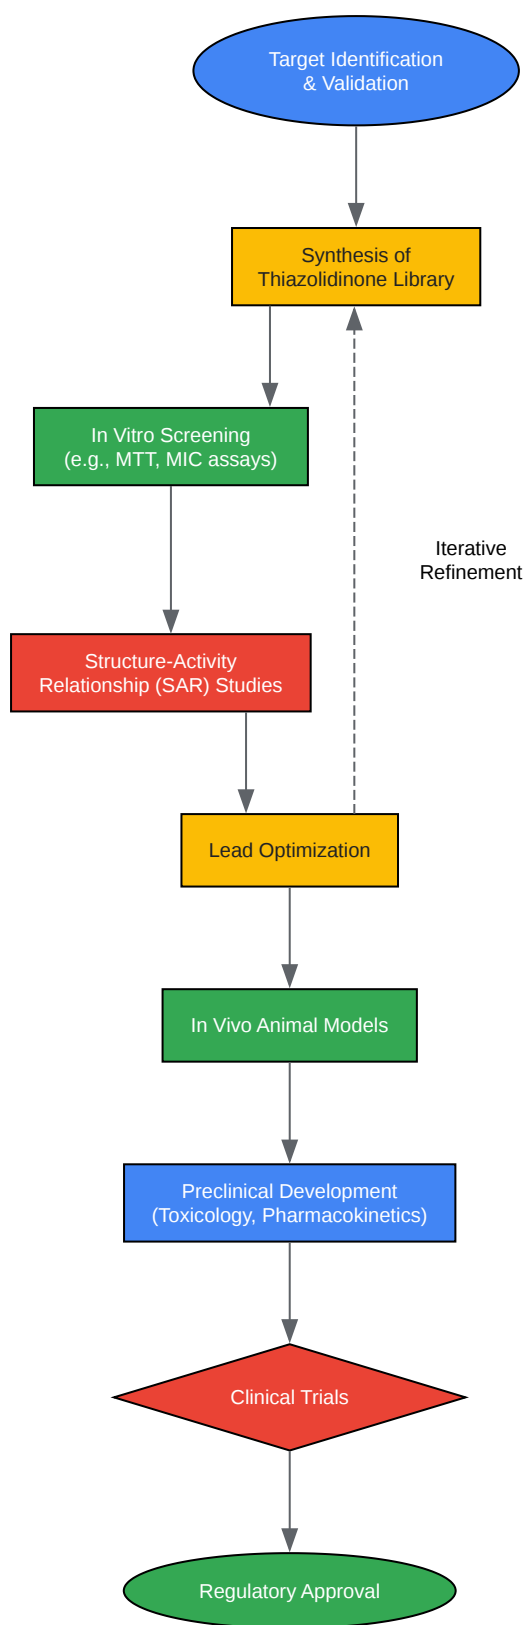 Target Identification
& Validation
Synthesis of
Thiazolidinone Library
In Vitro Screening
(e.g., MTT, MIC assays)
Iterative
Refinement
Structure-Activity
Relationship (SAR) Studies
Lead Optimization
In Vivo Animal Models
Preclinical Development
(Toxicology, Pharmacokinetics)
Clinical Trials
Regulatory Approval